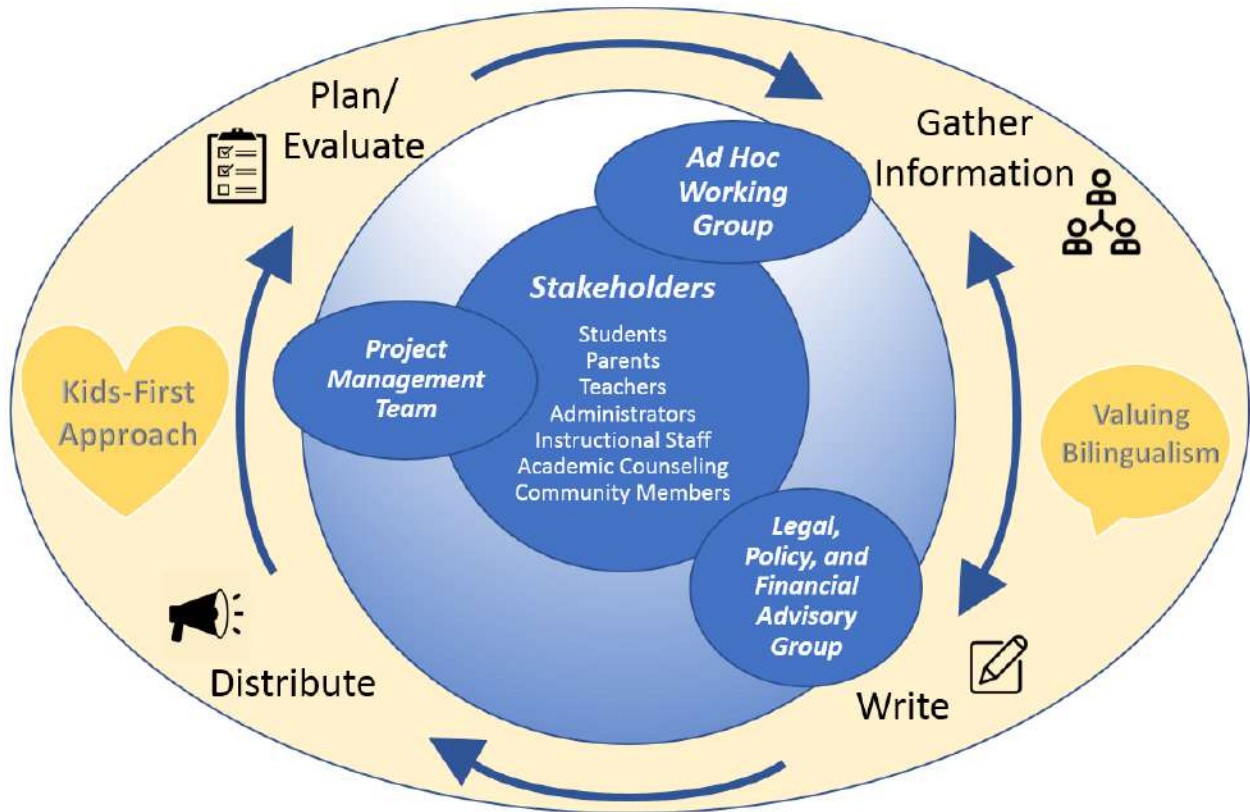 Plan/
Evaluate
Gather
Information
Ad Hoc
Working
Group
Stakeholders
Students
Parents
Teachers
Administrators
Instructional Staff
Academic Counseling
Community Members
Project
Management
Team
Kids-First
Approach
Valuing
Bilingualism
Legal,
Policy, and
Financial
Advisory
Group
Distribute
Write